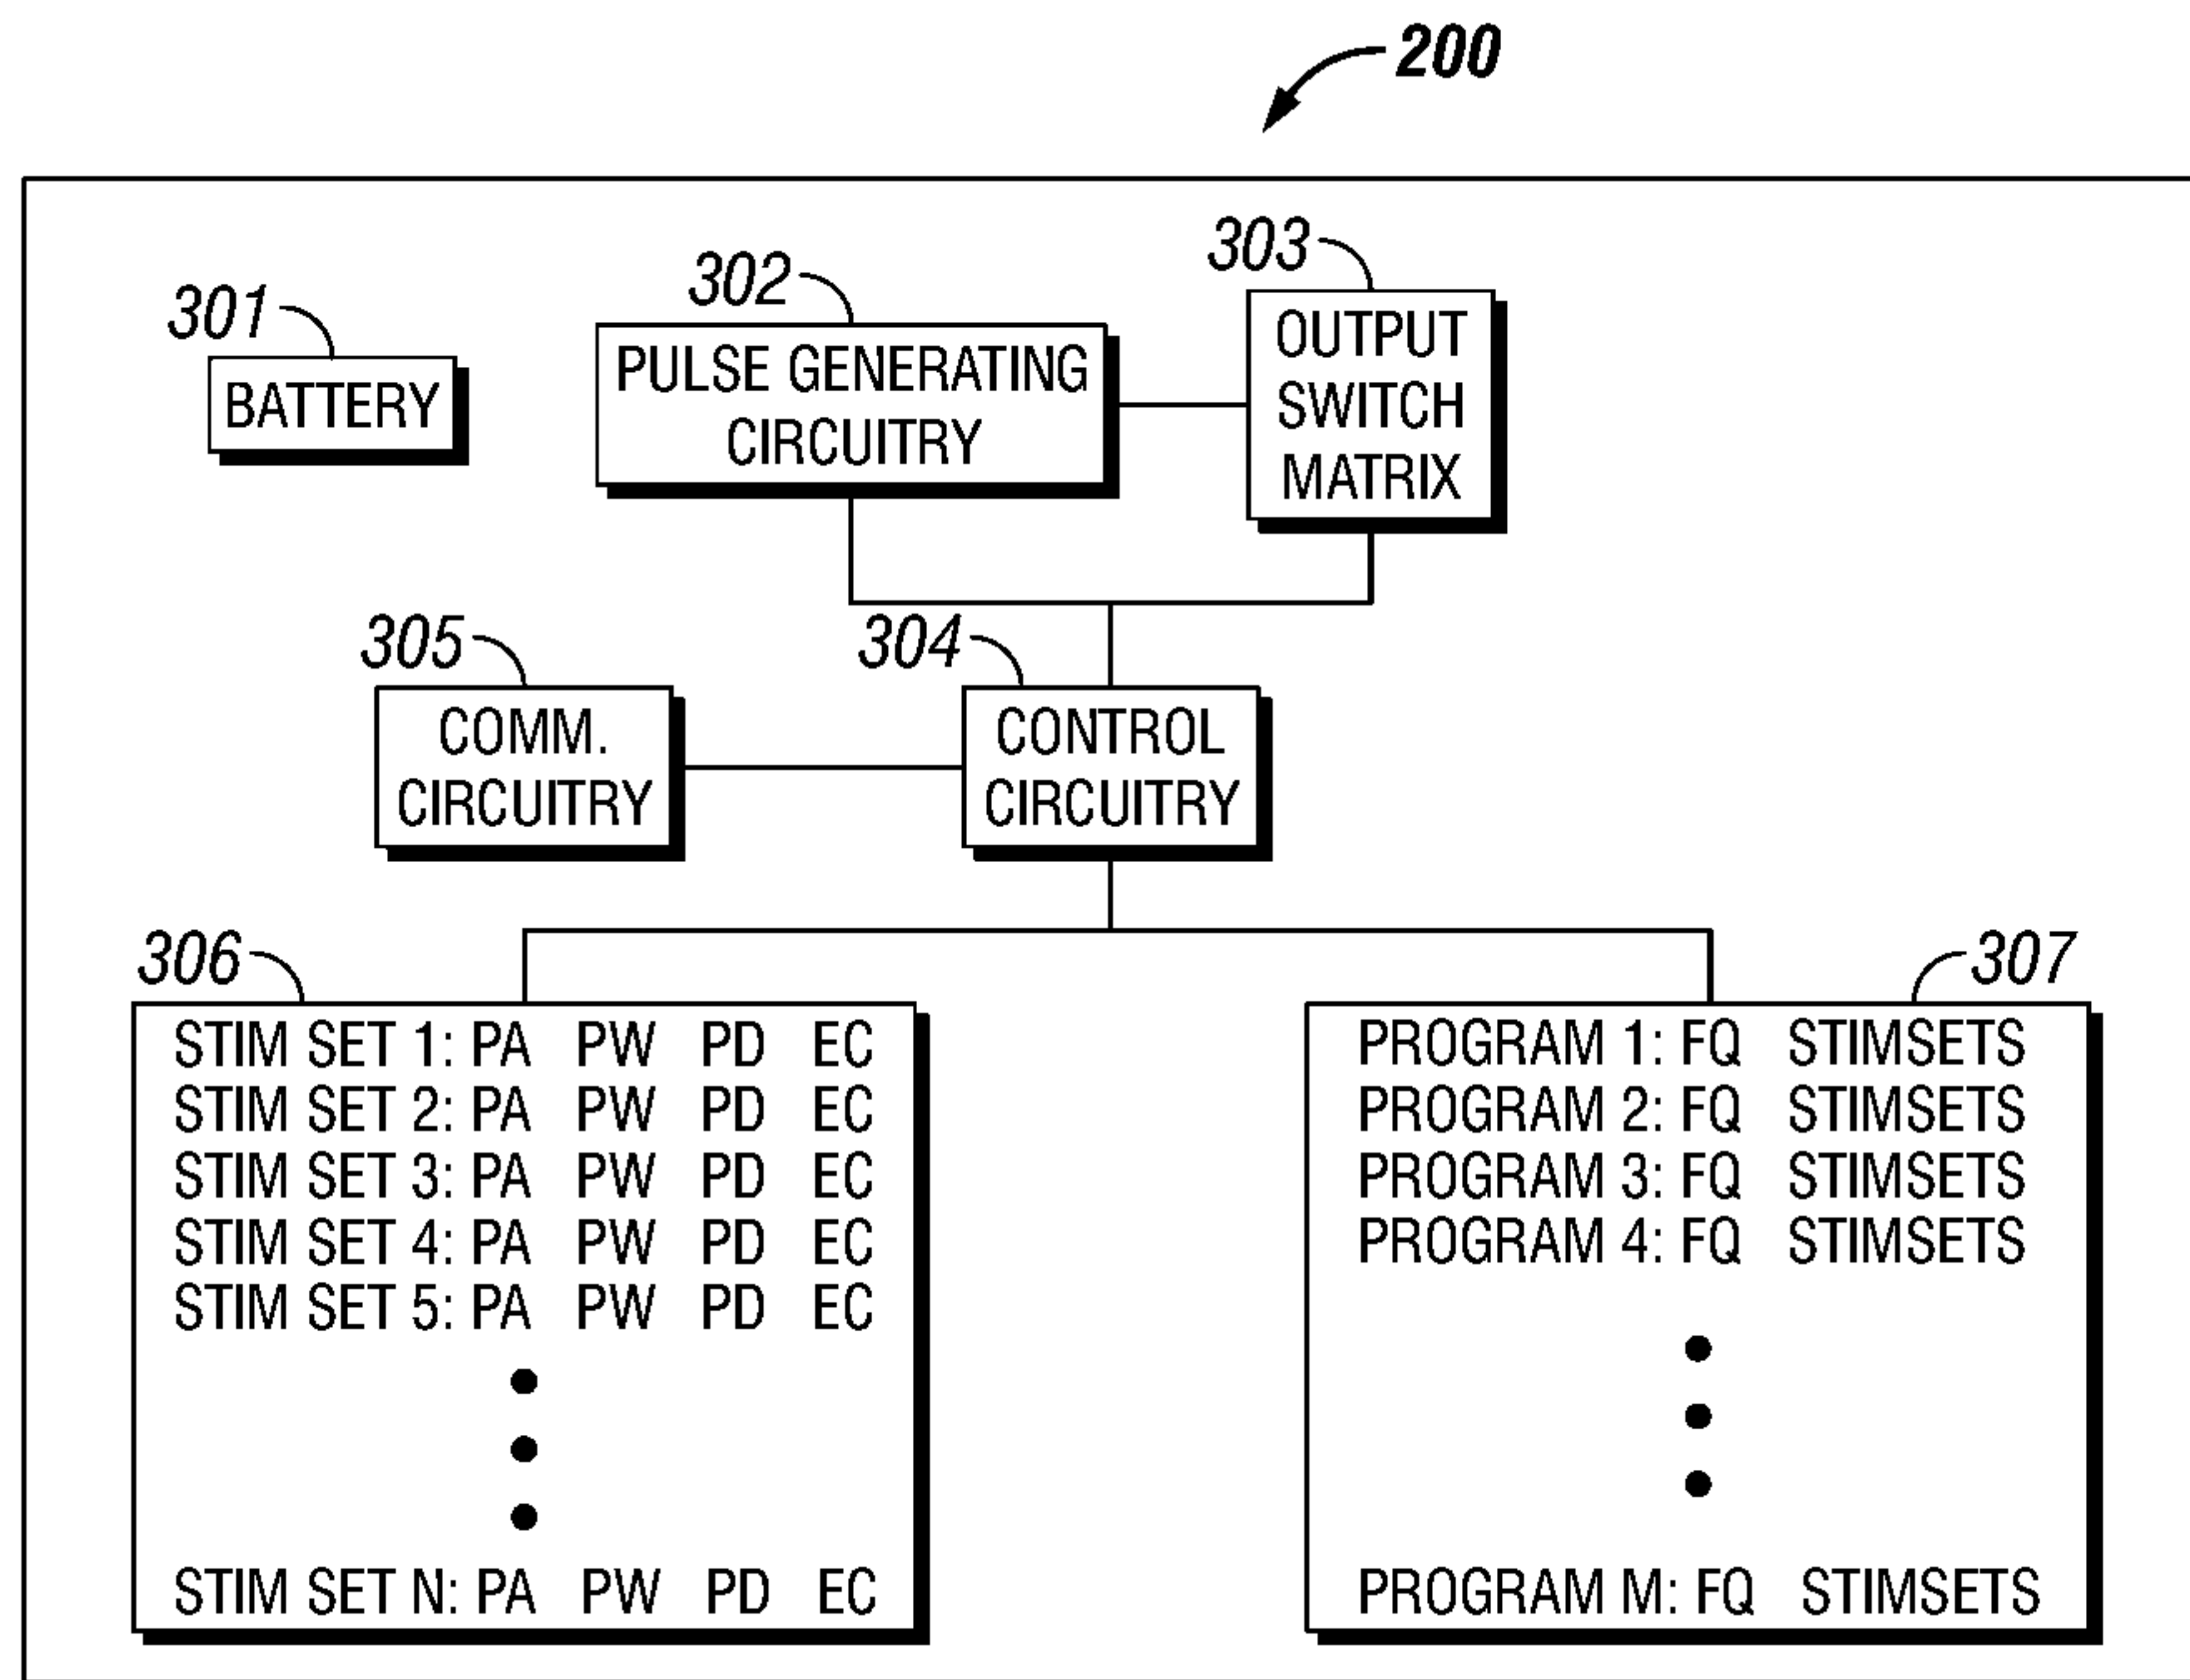 200
301
BATTERY
302
PULSE GENERATING
CIRCUITRY
303
OUTPUT
SWITCH
MATRIX
305
COMM.
CIRCUITRY
304
CONTROL
CIRCUITRY
306
STIM SET 1: PA PW PD EC
STIM SET 2: PA PW PD EC
STIM SET 3: PA PW PD EC
STIM SET 4: PA PW PD EC
STIM SET 5: PA PW PD EC
STIM SET N: PA PW PD EC
307
PROGRAM 1: FQ STIMSETS
PROGRAM 2: FQ STIMSETS
PROGRAM 3: FQ STIMSETS
PROGRAM 4: FQ STIMSETS
PROGRAM M: FQ STIMSETS